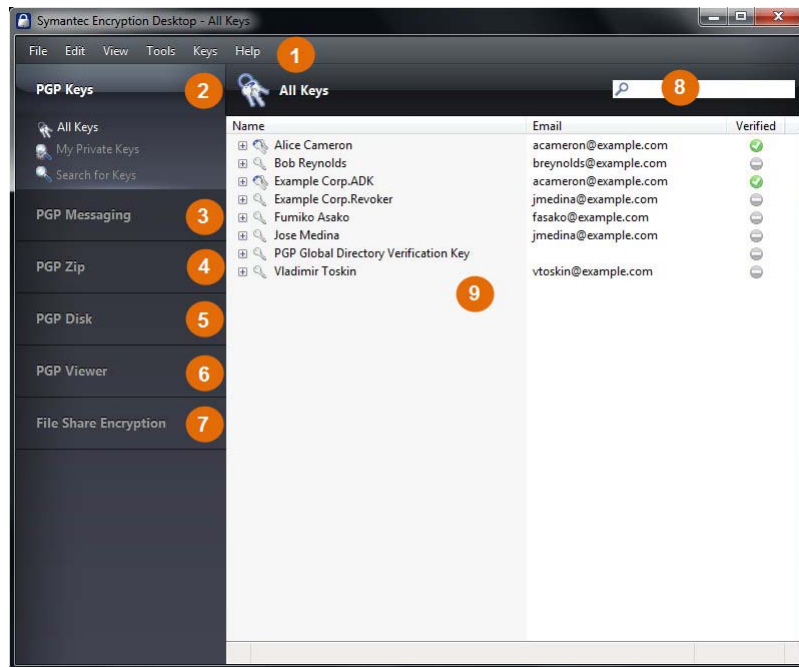 Symantec Encryption Desktop - All Keys
File Edit View Tools Keys Help 1
PGP Keys 2
All Keys
My Private Keys
Search for Keys
PGP Messaging 3
PGP Zip 4
PGP Disk 5
PGP Viewer 6
File Share Encryption 7
All Keys 8
Name Email Verified
Alice Cameron acameron@example.com
Bob Reynolds breynolds@example.com
Example Corp.ADK acameron@example.com
Example Corp.Revoker jmedina@example.com
Fumiko Asako fasako@example.com
Jose Medina jmedina@example.com
PGP Global Directory Verification Key
Vladimir Toskin vtoskin@example.com
9